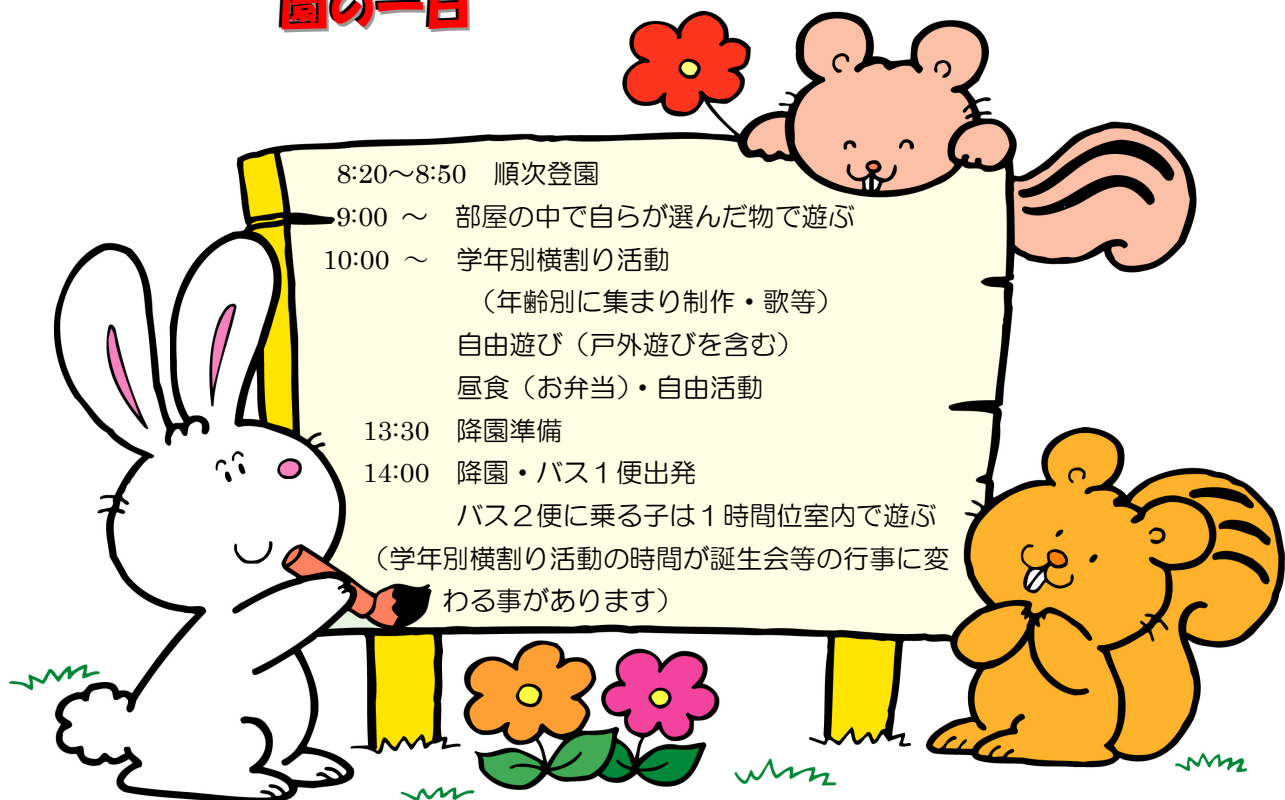 園の一日
8:20～8:50 順次登園
9:00 ～ 部屋の中で自らが選んだ物で遊ぶ
10:00 ～ 学年別横割り活動
（年齢別に集まり制作・歌等）
自由遊び（戸外遊びを含む）
昼食（お弁当）・自由活動
13:30 降園準備
14:00 降園・バス１便出発
バス２便に乗る子は１時間位室内で遊ぶ
（学年別横割り活動の時間が誕生会等の行事に変
わる事があります）